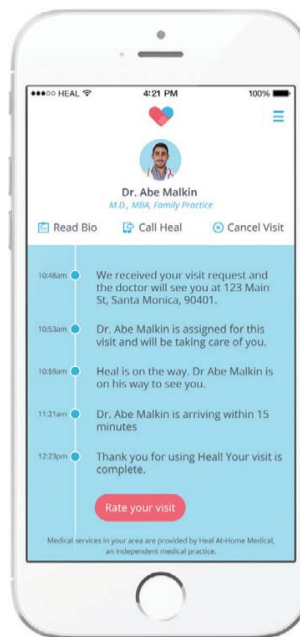 HEAL 4:21 PM 100%
Dr. Abe Malkin
M.D., MBA, Family Practice
Read Bio Call Heal Cancel Visit
10:48am We received your visit request and
the doctor will see you at 123 Main
St, Santa Monica, 90401.
10:53am Dr. Abe Malkin is assigned for this
visit and will be taking care of you.
10:59am Heal is on the way. Dr Abe Malkin is
on his way to see you.
11:21am Dr. Abe Malkin is arriving within 15
minutes
12:23pm Thank you for using Heal! Your visit is
complete.
Rate your visit
Medical services in your area are provided by Heal At-Home Medical,
an independent medical practice.